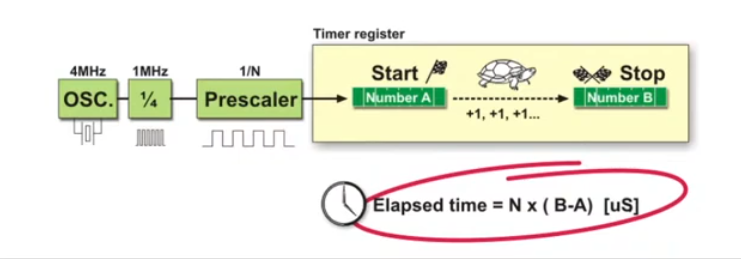 Timer register
4MHz 1MHz 1/N
Start Stop
OSC. ¼ Prescaler Number A Number B
+1, +1, +1...
Elapsed time = N x ( B-A) [uS]